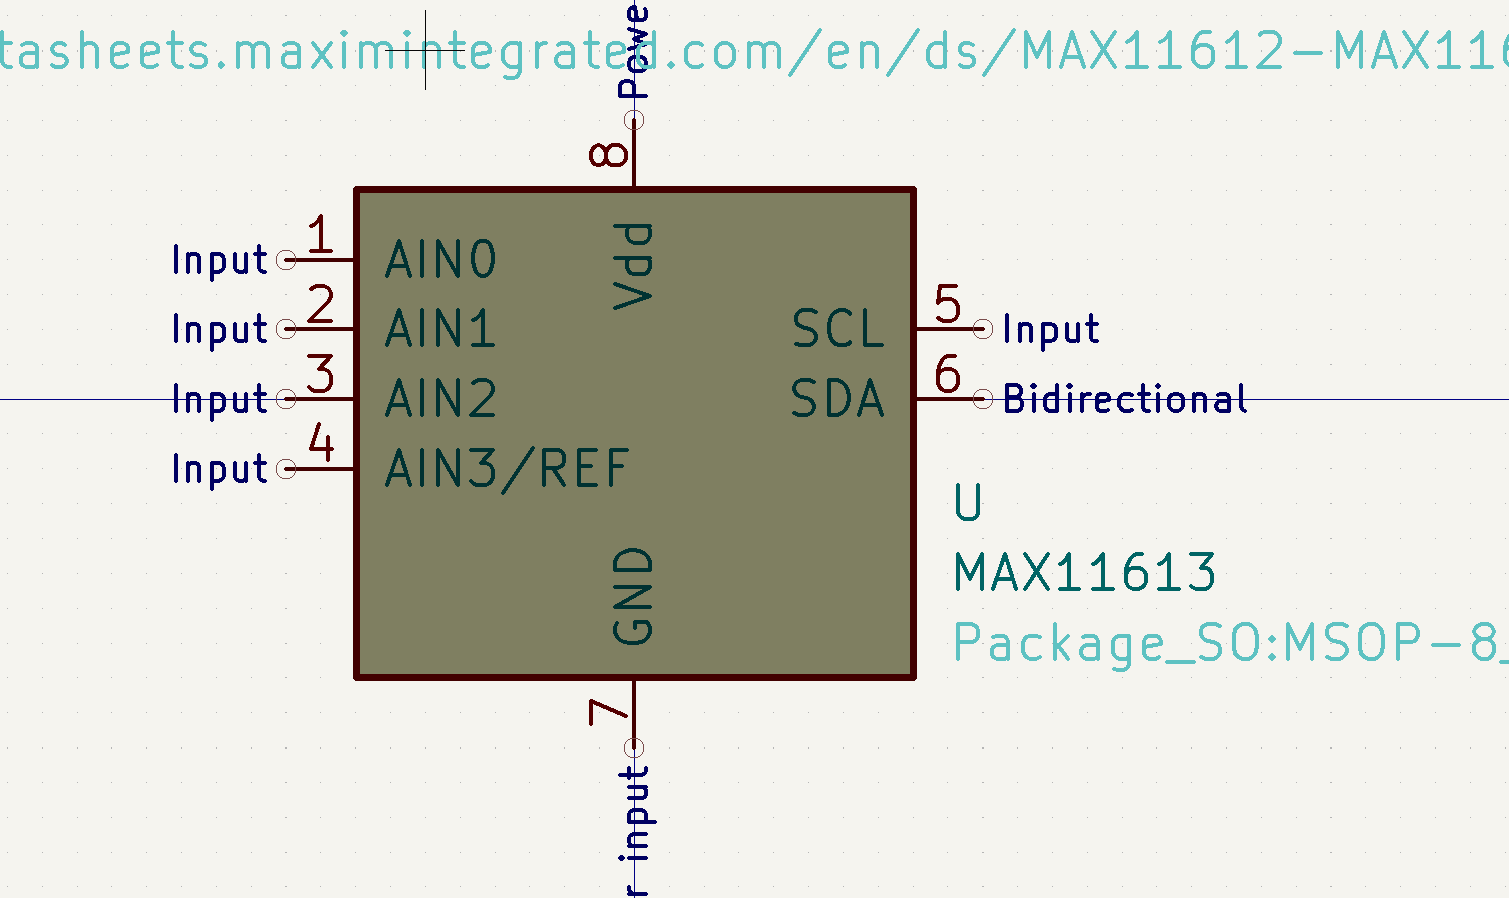 tasheets.maximintegrated.com/en/ds/MAX11612-MAX116
Powe
8
Vdd
Input 1 AIN0
Input 2 AIN1
Input 3 AIN2
Input 4 AIN3/REF
SCL 5 Input
SDA 6 Bidirectional
U
MAX11613
Package_SO:MSOP-8_
GND
7
r input